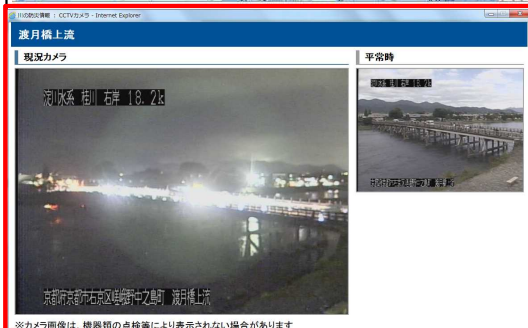 川の防災情報 : CCTVカメラ - Internet Explorer
渡月橋上流
現況カメラ
平常時
淀川水系 桂川 右岸 18.2k
京都府京都市右京区嵯峨野中之島町 渡月橋上流
※カメラ画像は、機器類の点検等により表示されない場合があります